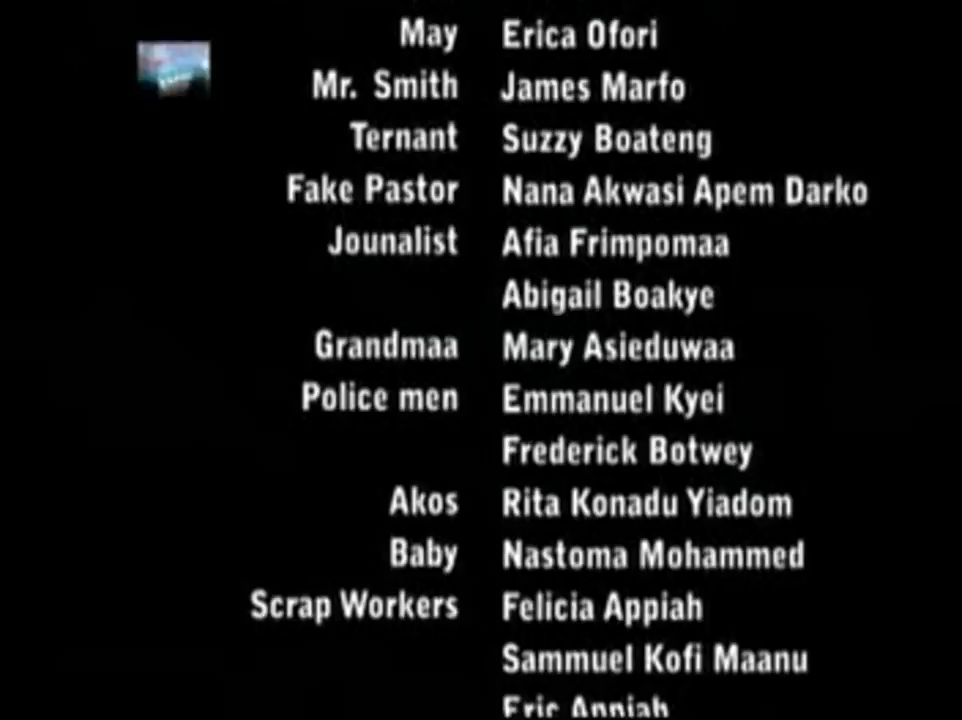 May Erica Ofori
Mr. Smith James Marfo
Ternant Suzzy Boateng
Fake Pastor Nana Akwasi Apem Darko
Jounalist Afia Frimpomaa
Abigail Boakye
Grandmaa Mary Asieduwaa
Police men Emmanuel Kyei
Frederick Botwey
Akos Rita Konadu Yiadom
Baby Nastoma Mohammed
Scrap Workers Felicia Appiah
Sammuel Kofi Maanu
Eric Appiah